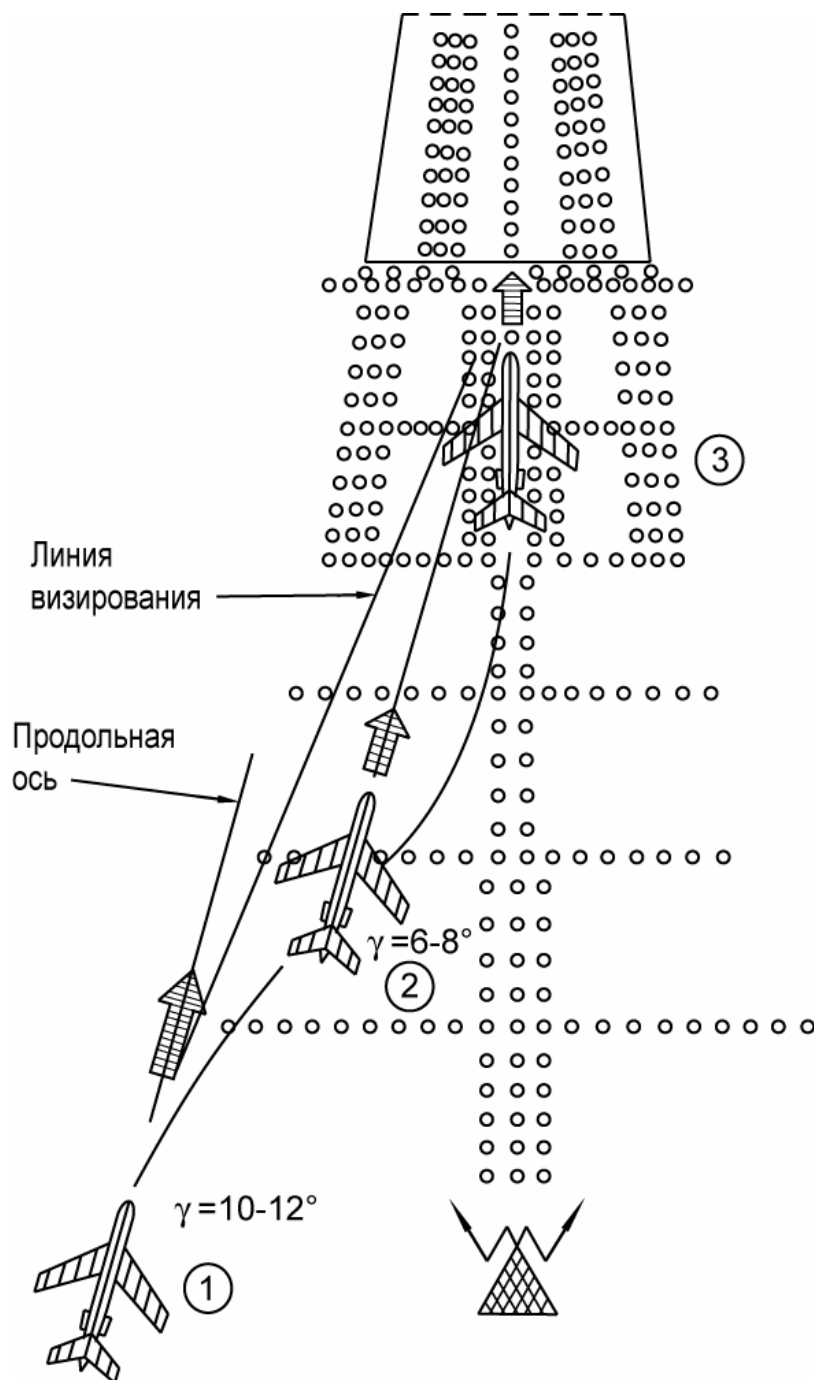 3
Линия
визирования
Продольная
ось
γ=6-8°
2
γ=10-12°
1